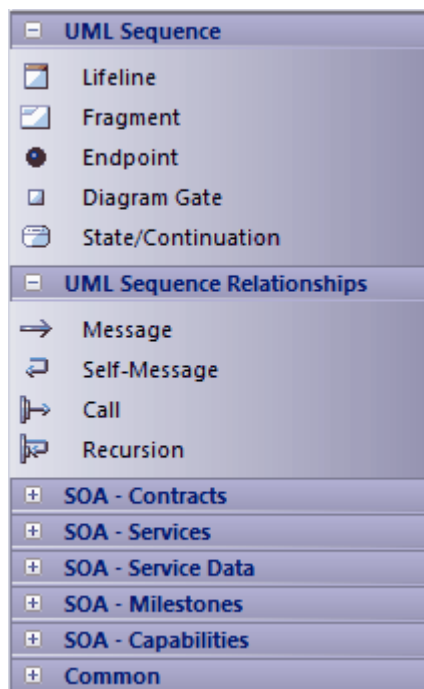 UML Sequence
Lifeline
Fragment
Endpoint
Diagram Gate
State/Continuation
UML Sequence Relationships
Message
Self-Message
Call
Recursion
SOA - Contracts
SOA - Services
SOA - Service Data
SOA - Milestones
SOA - Capabilities
Common